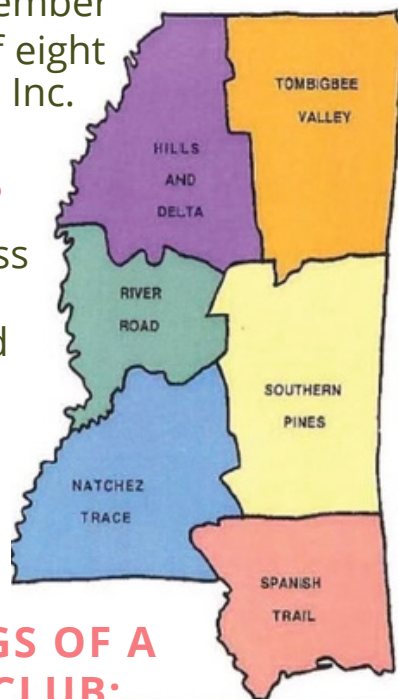 ember
f eight
Inc.
TOMBIGBEE
VALLEY
HILLS
AND
DELTA
ss
RIVER
ROAD
d
SOUTHERN
PINES
NATCHEZ
TRACE
SPANISH
TRAIL
GS OF A
CLUB: